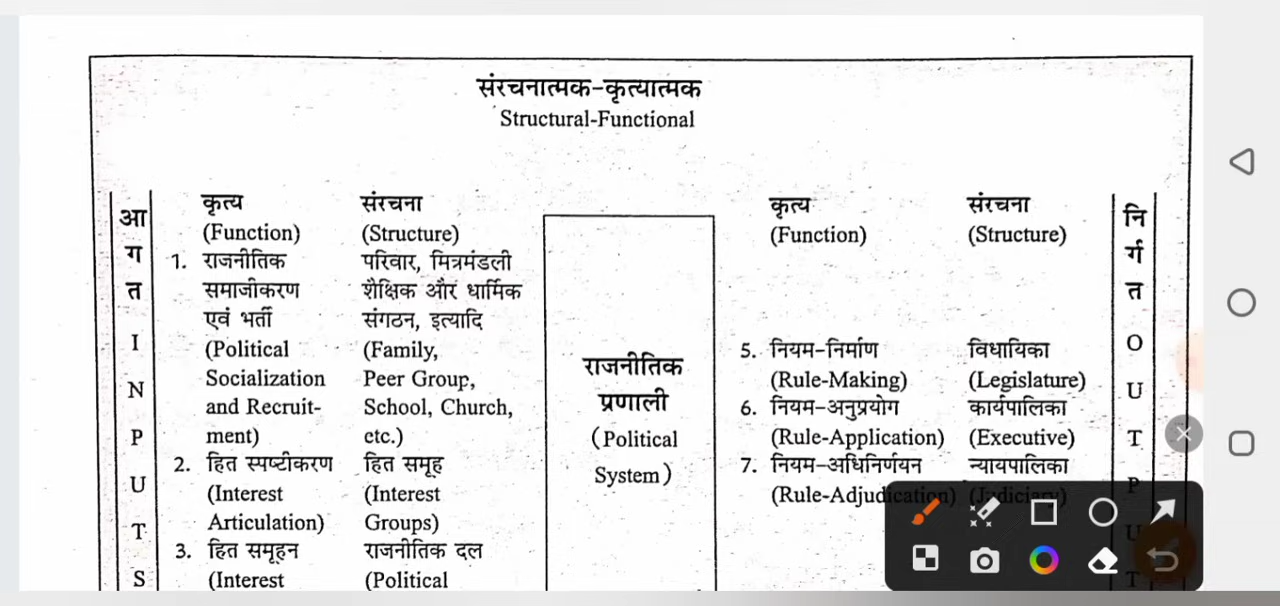 संरचनात्मक-कृत्यात्मक
Structural-Functional
आ
ग
त
I
N
P
U
T
S
कृत्य
(Function)
1. राजनीतिक
समाजीकरण
एवं भर्ती
(Political
Socialization
and Recruit-
ment)
2. हित स्पष्टीकरण
(Interest
Articulation)
3. हित समूहन
(Interest
संरचना
(Structure)
परिवार, मित्रमंडली
शैक्षिक और धार्मिक
संगठन, इत्यादि
(Family,
Peer Group,
School, Church,
etc.)
हित समूह
(Interest
Groups)
राजनीतिक दल
(Political
राजनीतिक
प्रणाली
(Political
System)
कृत्य
(Function)
5. नियम-निर्माण
(Rule-Making)
6. नियम-अनुप्रयोग
(Rule-Application)
7. नियम-अधिनिर्णयन
(Rule-Adjudication)
संरचना
(Structure)
विधायिका
(Legislature)
कार्यपालिका
(Executive)
न्यायपालिका
(Judiciary)
नि
र्ग
त
O
U
T
P
U
T